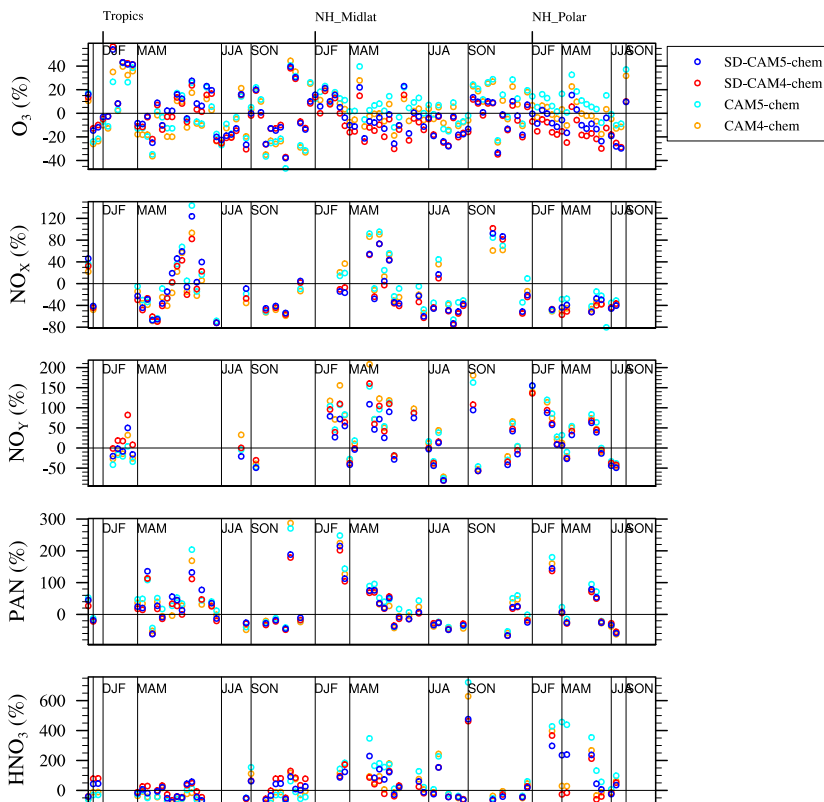 Tropics NH_Midlat NH_Polar
DJF MAM JJA SON DJF MAM JJA SON DJF MAM JJA SON
40
20
0
-20
-40
O3 (%)
SD-CAM5-chem
SD-CAM4-chem
CAM5-chem
CAM4-chem
DJF MAM JJA SON DJF MAM JJA SON DJF MAM JJA SON
120
80
40
0
-40
-80
NOX (%)
DJF MAM JJA SON DJF MAM JJA SON DJF MAM JJA SON
200
150
100
50
0
-50
NOY (%)
DJF MAM JJA SON DJF MAM JJA SON DJF MAM JJA SON
300
200
100
0
PAN (%)
DJF MAM JJA SON DJF MAM JJA SON DJF MAM JJA SON
600
400
200
0
HNO3 (%)